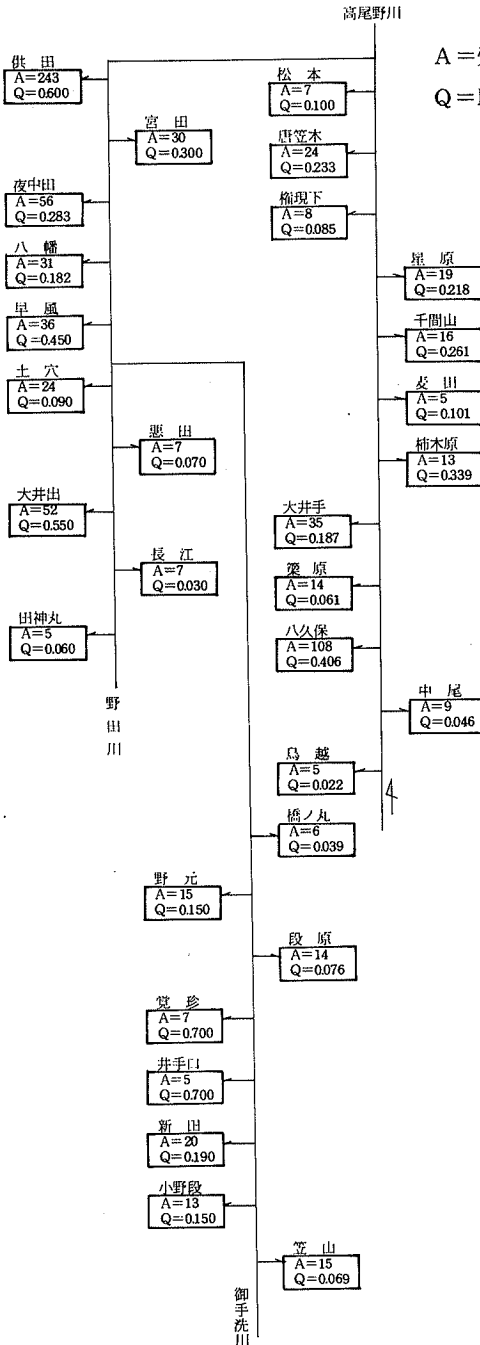 高尾野川
A=
Q=
供田
A=243
Q=0.600
宮田
A=30
Q=0.300
夜中田
A=56
Q=0.283
八幡
A=31
Q=0.182
早風
A=36
Q=0.450
土穴
A=24
Q=0.090
悪田
A=7
Q=0.070
大井出
A=52
Q=0.550
長江
A=7
Q=0.030
田神丸
A=5
Q=0.060
野田川
松本
A=7
Q=0.100
唐笠木
A=24
Q=0.233
権現下
A=8
Q=0.085
星原
A=19
Q=0.218
千間山
A=16
Q=0.261
麦田
A=5
Q=0.101
柿木原
A=13
Q=0.339
大井手
A=35
Q=0.187
簗原
A=14
Q=0.061
八久保
A=108
Q=0.406
中尾
A=9
Q=0.046
鳥越
A=5
Q=0.022
橋ノ丸
A=6
Q=0.039
野元
A=15
Q=0.150
段原
A=14
Q=0.076
覚珍
A=7
Q=0.700
井手口
A=5
Q=0.700
新田
A=20
Q=0.190
小野段
A=13
Q=0.150
笠山
A=15
Q=0.069
御手洗川